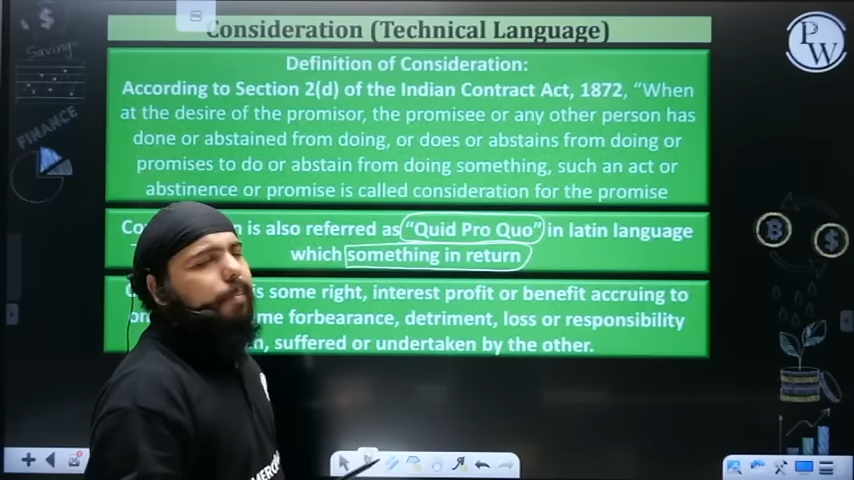 Consideration (Technical Language)
Savings
PW
Definition of Consideration:
According to Section 2(d) of the Indian Contract Act, 1872, “When
at the desire of the promisor, the promisee or any other person has
done or abstained from doing, or does or abstains from doing or
promises to do or abstain from doing something, such an act or
abstinence or promise is called consideration for the promise
FINANCE
is also referred as “Quid Pro Quo” in latin language
which something in return
is some right, interest profit or benefit accruing to
forbearance, detriment, loss or responsibility
suffered or undertaken by the other.